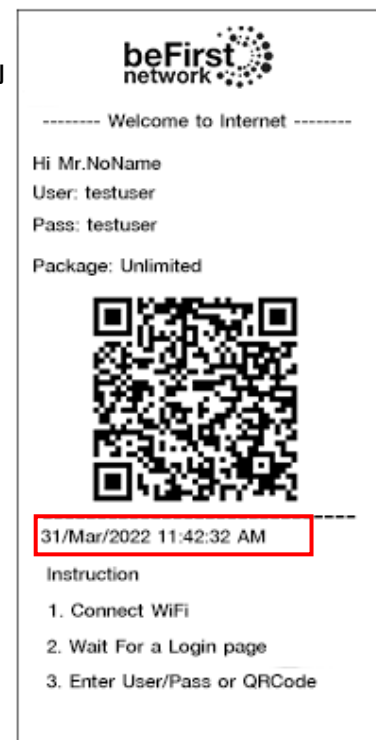 beFirst
network
-------- Welcome to Internet --------
Hi Mr.NoName
User: testuser
Pass: testuser
Package: Unlimited
31/Mar/2022 11:42:32 AM
Instruction
1. Connect WiFi
2. Wait For a Login page
3. Enter User/Pass or QRCode